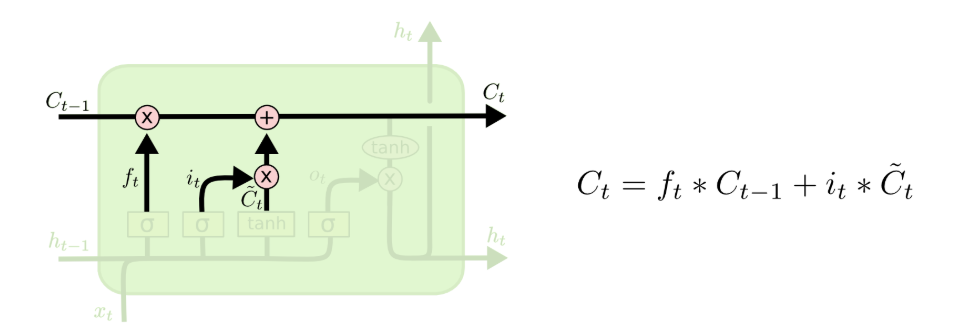 h_t
C_{t-1}
C_t
x
+
tanh
f_t
i_t
x
o_t
x
C̃_t
σ
σ
tanh
σ
h_{t-1}
h_t
x_t
C_t = f_t * C_{t-1} + i_t * C̃_t